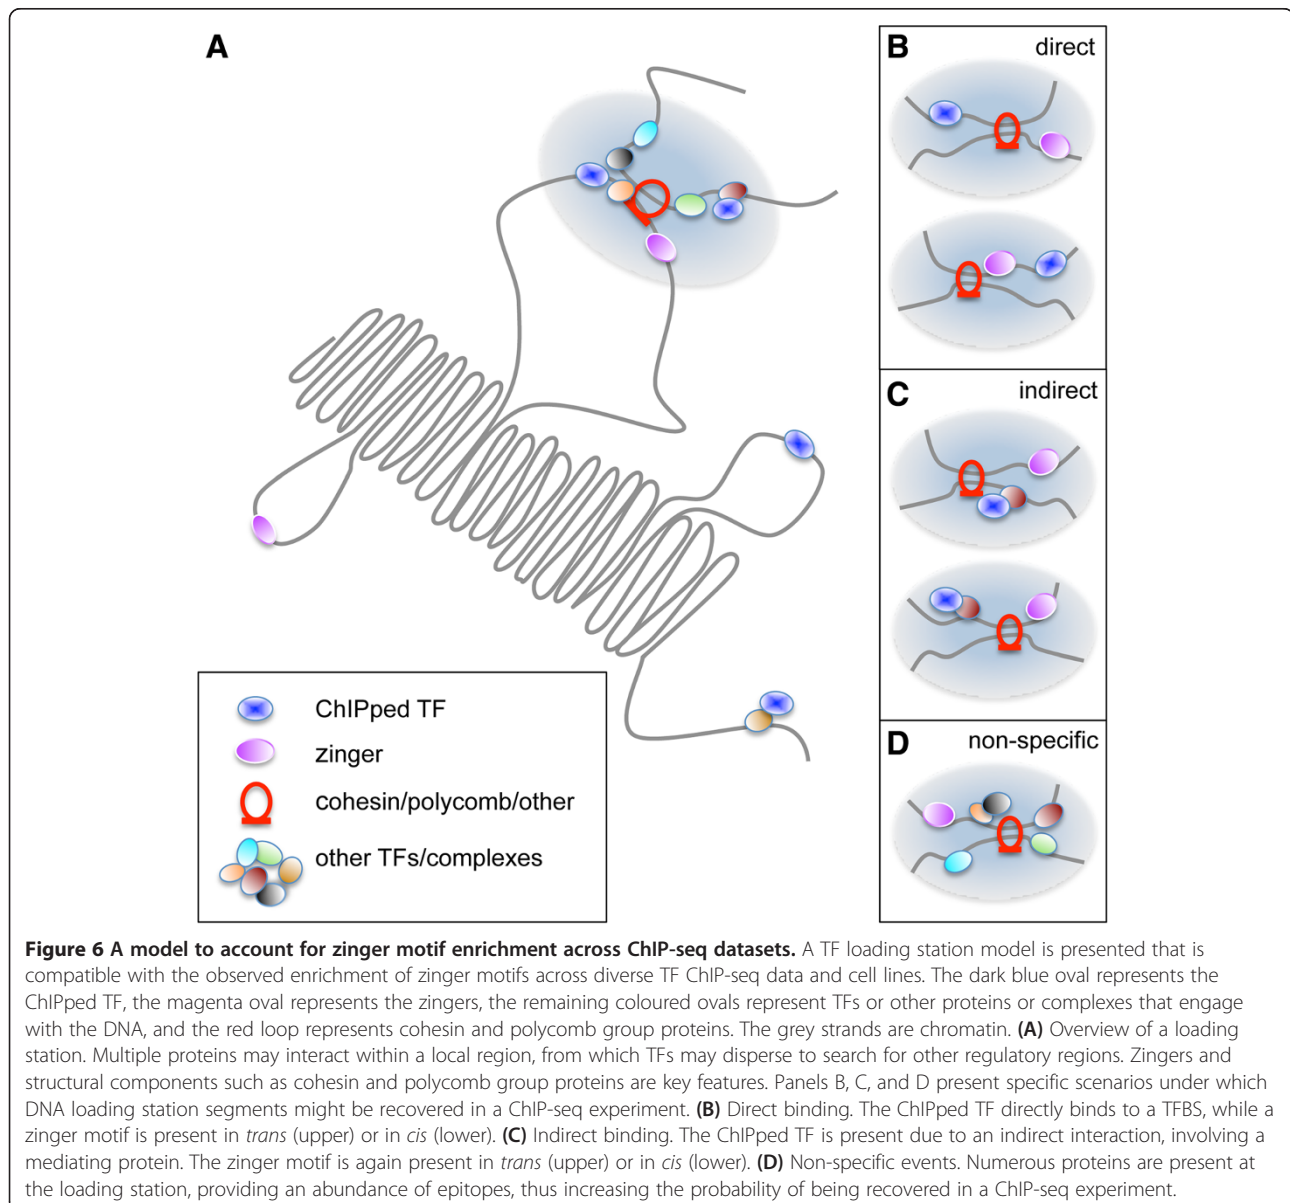 A
B
direct
C
indirect
D
non-specific
ChIPped TF
zinger
cohesin/polycomb/other
other TFs/complexes
Figure 6 A model to account for zinger motif enrichment across ChIP-seq datasets. A TF loading station model is presented that is
compatible with the observed enrichment of zinger motifs across diverse TF ChIP-seq data and cell lines. The dark blue oval represents the
ChIPped TF, the magenta oval represents the zingers, the remaining coloured ovals represent TFs or other proteins or complexes that engage
with the DNA, and the red loop represents cohesin and polycomb group proteins. The grey strands are chromatin. (A) Overview of a loading
station. Multiple proteins may interact within a local region, from which TFs may disperse to search for other regulatory regions. Zingers and
structural components such as cohesin and polycomb group proteins are key features. Panels B, C, and D present specific scenarios under which
DNA loading station segments might be recovered in a ChIP-seq experiment. (B) Direct binding. The ChIPped TF directly binds to a TFBS, while a
zinger motif is present in trans (upper) or in cis (lower). (C) Indirect binding. The ChIPped TF is present due to an indirect interaction, involving a
mediating protein. The zinger motif is again present in trans (upper) or in cis (lower). (D) Non-specific events. Numerous proteins are present at
the loading station, providing an abundance of epitopes, thus increasing the probability of being recovered in a ChIP-seq experiment.